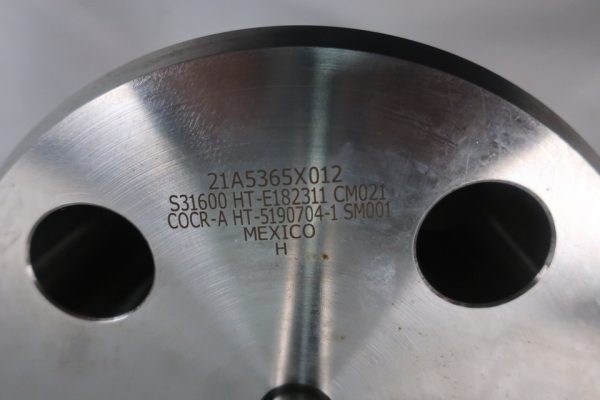 21A5365X012
S31600 HT-E182311 CM021
COCR-A HT-5190704-1 SM001
MEXICO
H